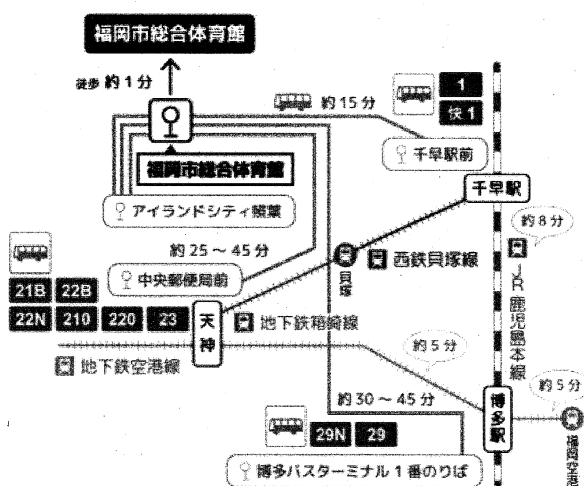 福岡市総合体育館
徒歩 約1分
約15分
1
快1
福岡市総合体育館
千早駅前
千早駅
アイランドシティ照葉
約8分
約25～45分
西鉄貝塚線
貝塚
21B 22B
中央郵便局前
22N 210 220 23
天神
地下鉄箱崎線
JR鹿児島本線
地下鉄空港線
約5分
約5分
約30～45分
博多駅
福岡空港
29N 29
博多バスターミナル1番のりば